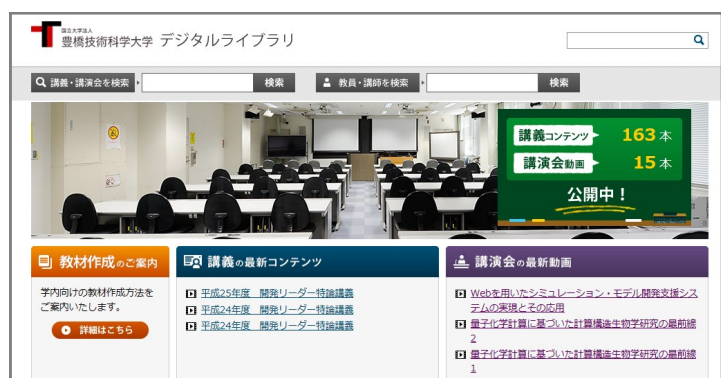 国立大学法人
豊橋技術科学大学 デジタルライブラリ
講義・講演会を検索 検索 教員・講師を検索 検索
講義コンテンツ 163本
講演会動画 15本
公開中！
教材作成のご案内
学内向けの教材作成方法を
ご案内いたします。
詳細はこちら
講義の最新コンテンツ
平成25年度 開発リーダー特論講義
平成24年度 開発リーダー特論講義
平成24年度 開発リーダー特論講義
講演会の最新動画
Webを用いたシミュレーション・モデル開発支援シス
テムの実現とその応用
量子化学計算に基づいた計算構造生物学研究の最前線
2
量子化学計算に基づいた計算構造生物学研究の最前線
1